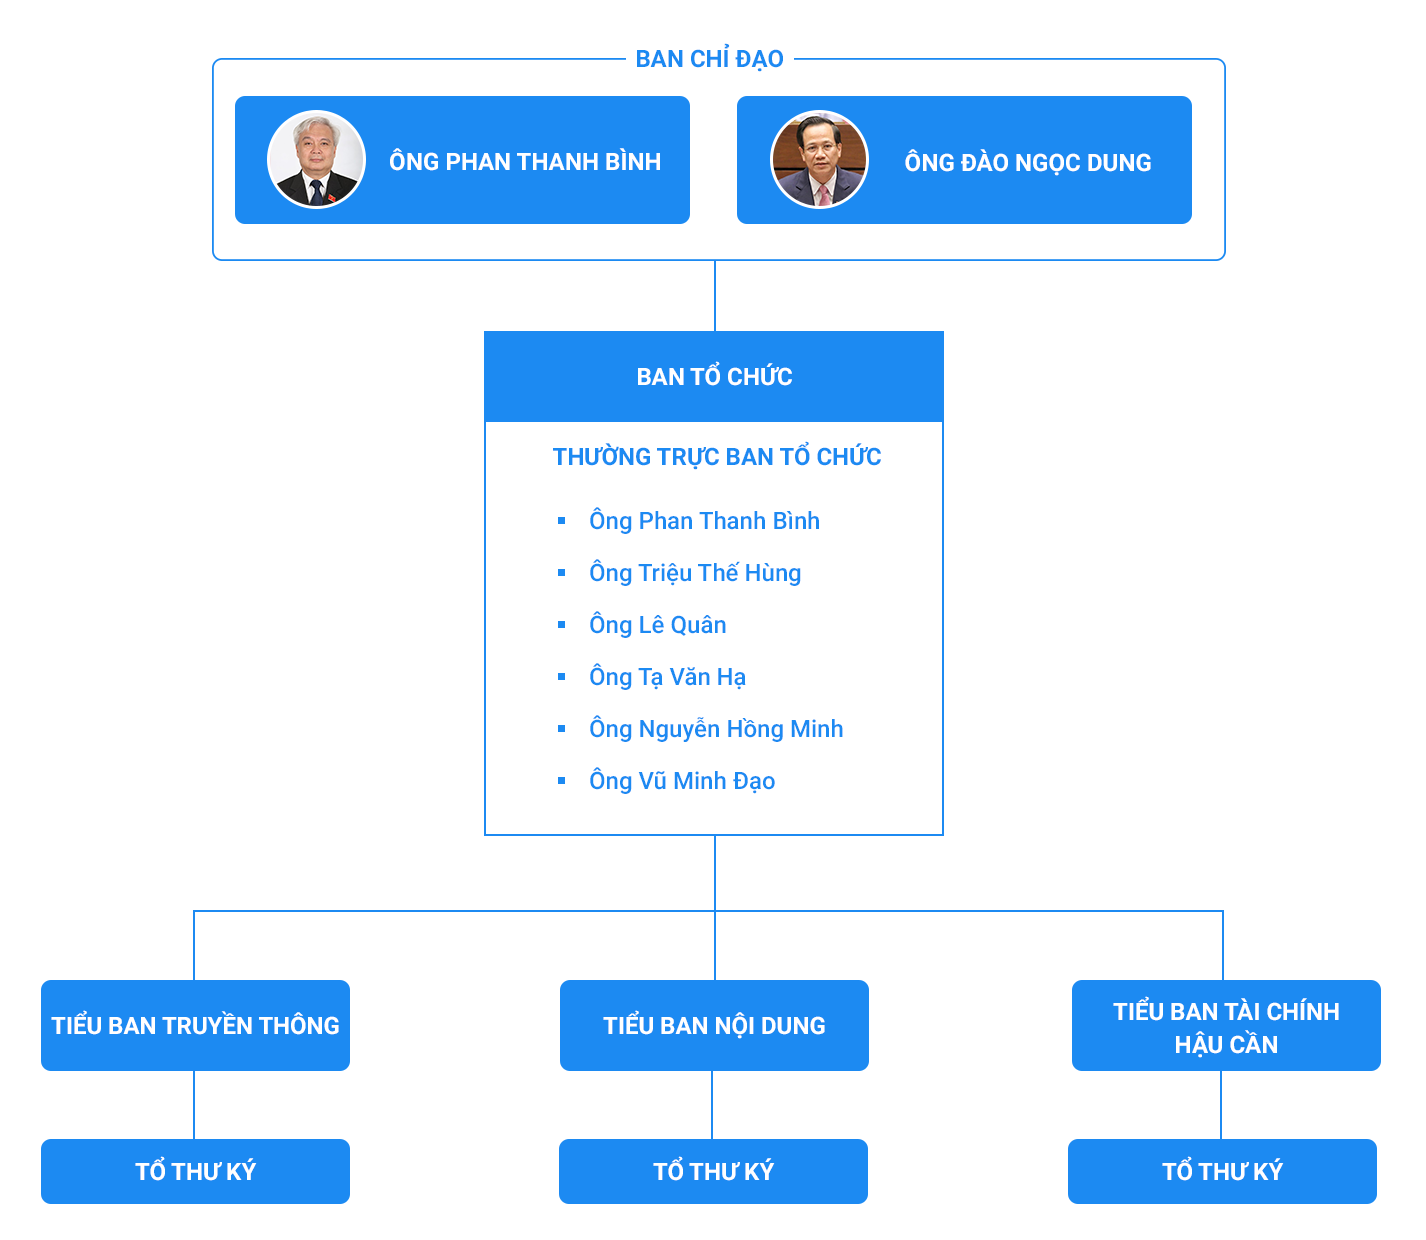 BAN CHỈ ĐẠO
ÔNG PHAN THANH BÌNH
ÔNG ĐÀO NGỌC DUNG
BAN TỔ CHỨC
THƯỜNG TRỰC BAN TỔ CHỨC
▪ Ông Phan Thanh Bình
▪ Ông Triệu Thế Hùng
▪ Ông Lê Quân
▪ Ông Tạ Văn Hạ
▪ Ông Nguyễn Hồng Minh
▪ Ông Vũ Minh Đạo
TIỂU BAN TRUYỀN THÔNG
TIỂU BAN NỘI DUNG
TIỂU BAN TÀI CHÍNH
HẬU CẦN
TỔ THƯ KÝ
TỔ THƯ KÝ
TỔ THƯ KÝ